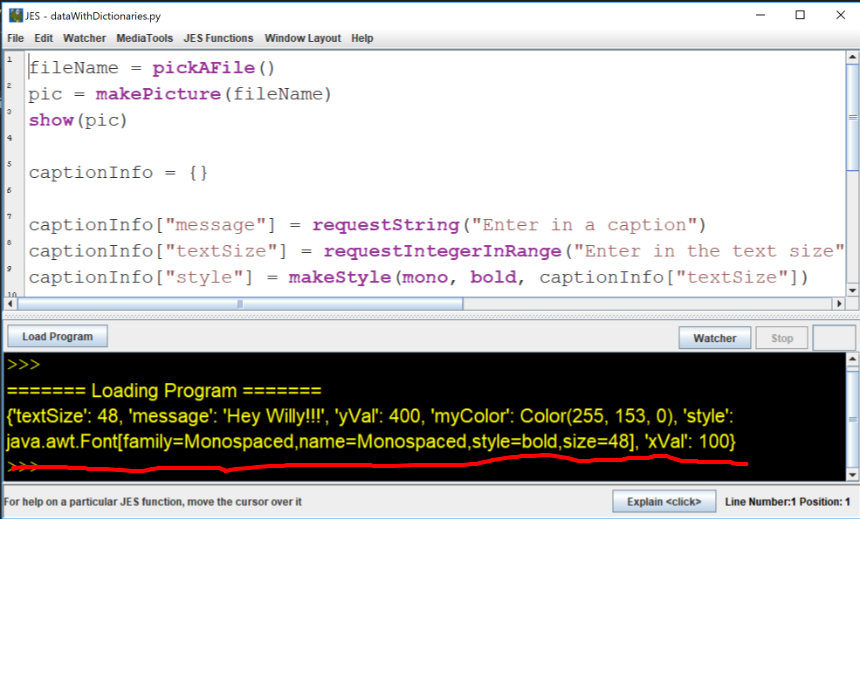 JES - dataWithDictionaries.py
File Edit Watcher MediaTools JES Functions Window Layout Help
1 fileName = pickAFile()
2 pic = makePicture(fileName)
3 show(pic)
4
5 captionInfo = {}
6
7 captionInfo["message"] = requestString("Enter in a caption")
8 captionInfo["textSize"] = requestIntegerInRange("Enter in the text size"
9 captionInfo["style"] = makeStyle(mono, bold, captionInfo["textSize"])
10
Load Program Watcher Stop
>>>
======= Loading Program =======
{'textSize': 48, 'message': 'Hey Willy!!!', 'yVal': 400, 'myColor': Color(255, 153, 0), 'style':
java.awt.Font[family=Monospaced,name=Monospaced,style=bold,size=48], 'xVal': 100}
>>>
For help on a particular JES function, move the cursor over it Explain <click> Line Number:1 Position: 1